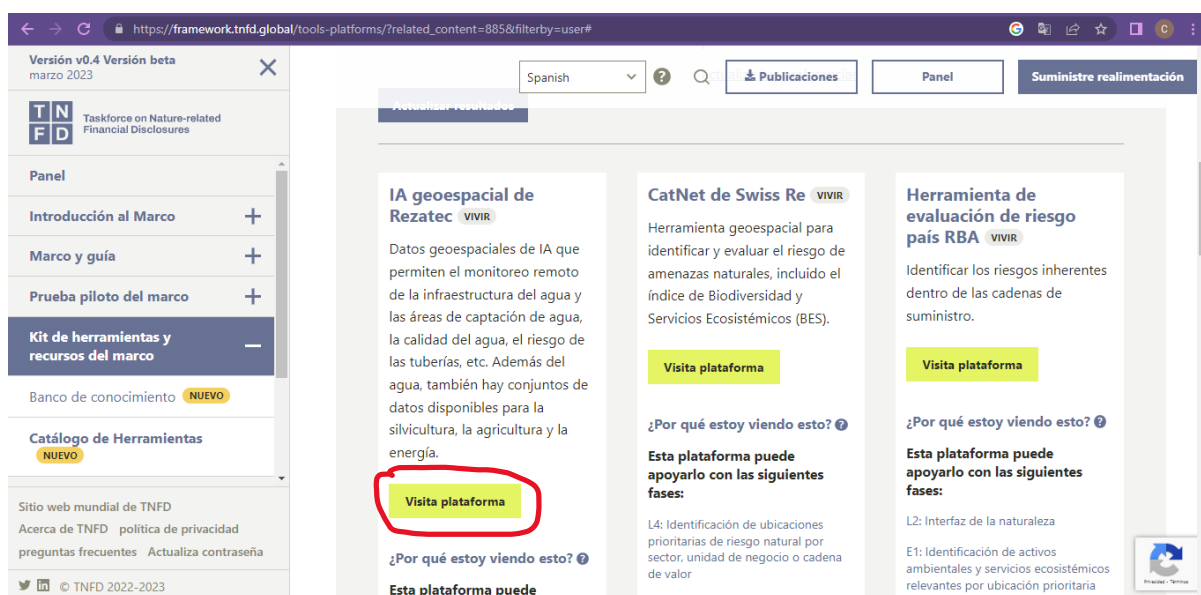 https://framework.tnfd.global/tools-platforms/?related_content=885&filterby=user#
C
Versión v0.4 Versión beta
marzo 2023
TN
FD
Taskforce on Nature-related
Financial Disclosures
Panel
Introducción al Marco
Marco y guía
Prueba piloto del marco
Kit de herramientas y
recursos del marco
Banco de conocimiento NUEVO
Catálogo de Herramientas
NUEVO
Sitio web mundial de TNFD
Acerca de TNFD política de privacidad
preguntas frecuentes Actualiza contraseña
© TNFD 2022-2023
Spanish
Publicaciones
Panel
Suministre realimentación
Actualizar resultados
IA geoespacial de
Rezatec VIVIR
Datos geoespaciales de IA que
permiten el monitoreo remoto
de la infraestructura del agua y
las áreas de captación de agua,
la calidad del agua, el riesgo de
las tuberías, etc. Además del
agua, también hay conjuntos de
datos disponibles para la
silvicultura, la agricultura y la
energía.
Visita plataforma
¿Por qué estoy viendo esto?
Esta plataforma puede
CatNet de Swiss Re VIVIR
Herramienta geoespacial para
identificar y evaluar el riesgo de
amenazas naturales, incluido el
índice de Biodiversidad y
Servicios Ecosistémicos (BES).
Visita plataforma
¿Por qué estoy viendo esto?
Esta plataforma puede
apoyarlo con las siguientes
fases:
L4: Identificación de ubicaciones
prioritarias de riesgo natural por
sector, unidad de negocio o cadena
de valor
Herramienta de
evaluación de riesgo
país RBA VIVIR
Identificar los riesgos inherentes
dentro de las cadenas de
suministro.
Visita plataforma
¿Por qué estoy viendo esto?
Esta plataforma puede
apoyarlo con las siguientes
fases:
L2: Interfaz de la naturaleza
E1: Identificación de activos
ambientales y servicios ecosistémicos
relevantes por ubicación prioritaria
Privacidad - Términos